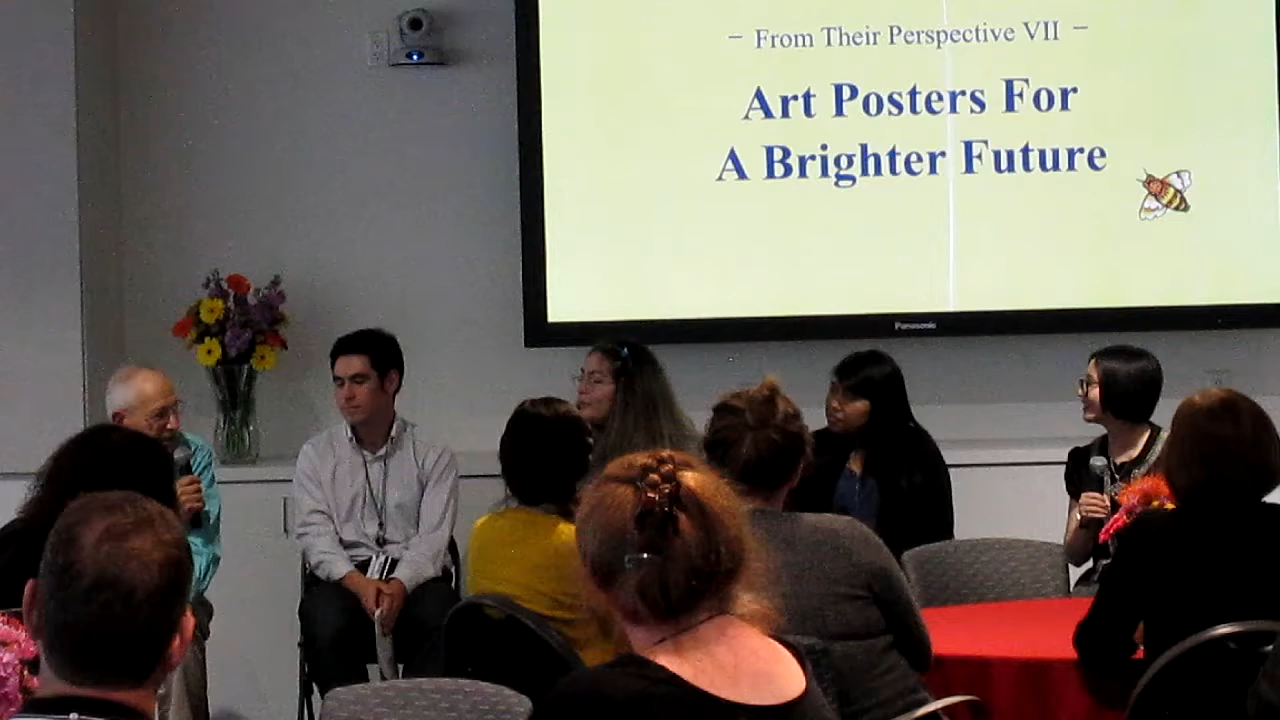 – From Their Perspective VII –
Art Posters For
A Brighter Future
Panasonic